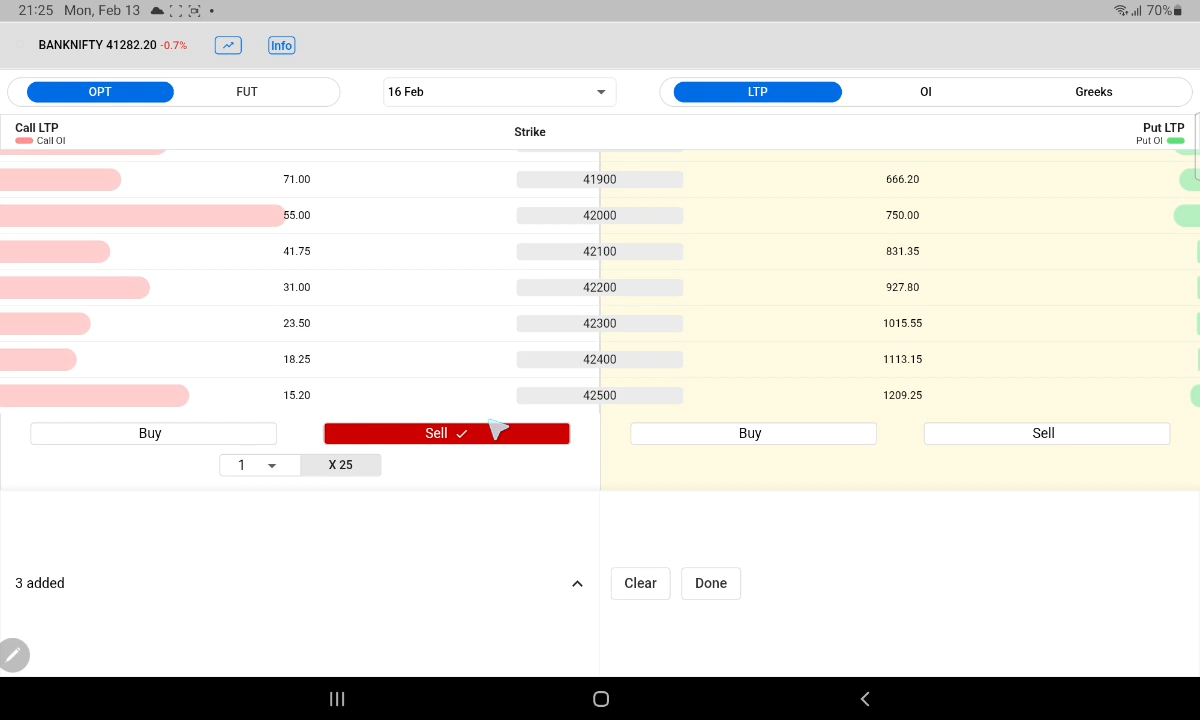 21:25 Mon, Feb 13 70%
BANKNIFTY 41282.20 -0.7% Info
OPT FUT 16 Feb LTP OI Greeks
Call LTP Strike Put LTP
Call OI Put OI
71.00 41900 666.20
55.00 42000 750.00
41.75 42100 831.35
31.00 42200 927.80
23.50 42300 1015.55
18.25 42400 1113.15
15.20 42500 1209.25
Buy Sell Buy Sell
1 X 25
3 added Clear Done